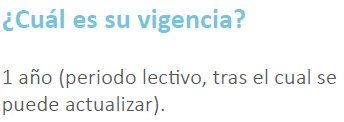 ¿Cuál es su vigencia?
1 año (periodo lectivo, tras el cual se
puede actualizar).